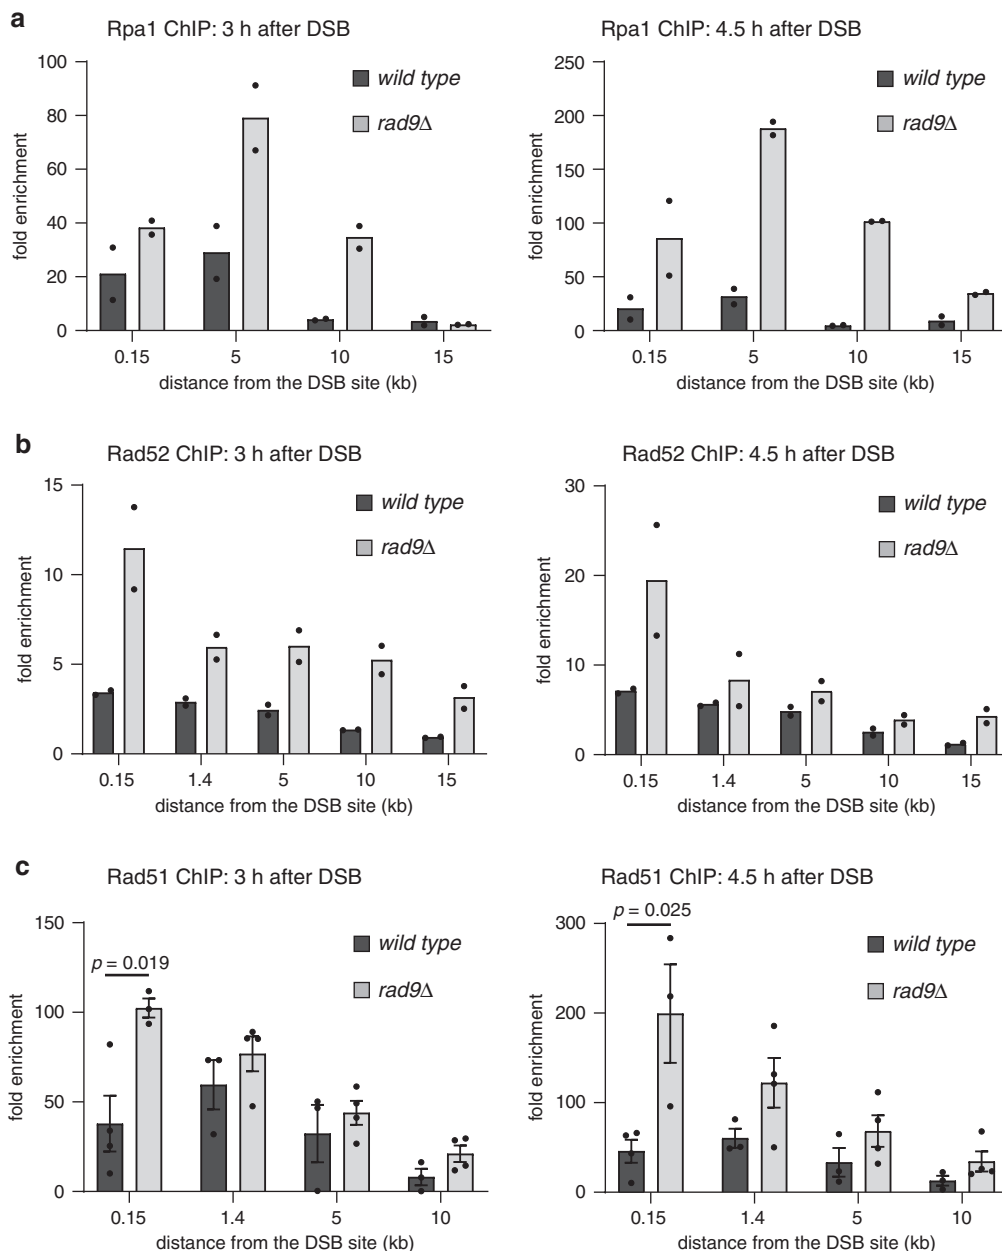 a
Rpa1 ChIP: 3 h after DSB
100
80
60
40
20
0
fold enrichment
wild type
rad9Δ
0.15 5 10 15
distance from the DSB site (kb)
Rpa1 ChIP: 4.5 h after DSB
250
200
150
100
50
0
fold enrichment
wild type
rad9Δ
0.15 5 10 15
distance from the DSB site (kb)
b
Rad52 ChIP: 3 h after DSB
15
10
5
0
fold enrichment
wild type
rad9Δ
0.15 1.4 5 10 15
distance from the DSB site (kb)
Rad52 ChIP: 4.5 h after DSB
30
20
10
0
fold enrichment
wild type
rad9Δ
0.15 1.4 5 10 15
distance from the DSB site (kb)
c
Rad51 ChIP: 3 h after DSB
150
100
50
0
fold enrichment
p = 0.019
wild type
rad9Δ
0.15 1.4 5 10
distance from the DSB site (kb)
Rad51 ChIP: 4.5 h after DSB
300
200
100
0
fold enrichment
p = 0.025
wild type
rad9Δ
0.15 1.4 5 10
distance from the DSB site (kb)